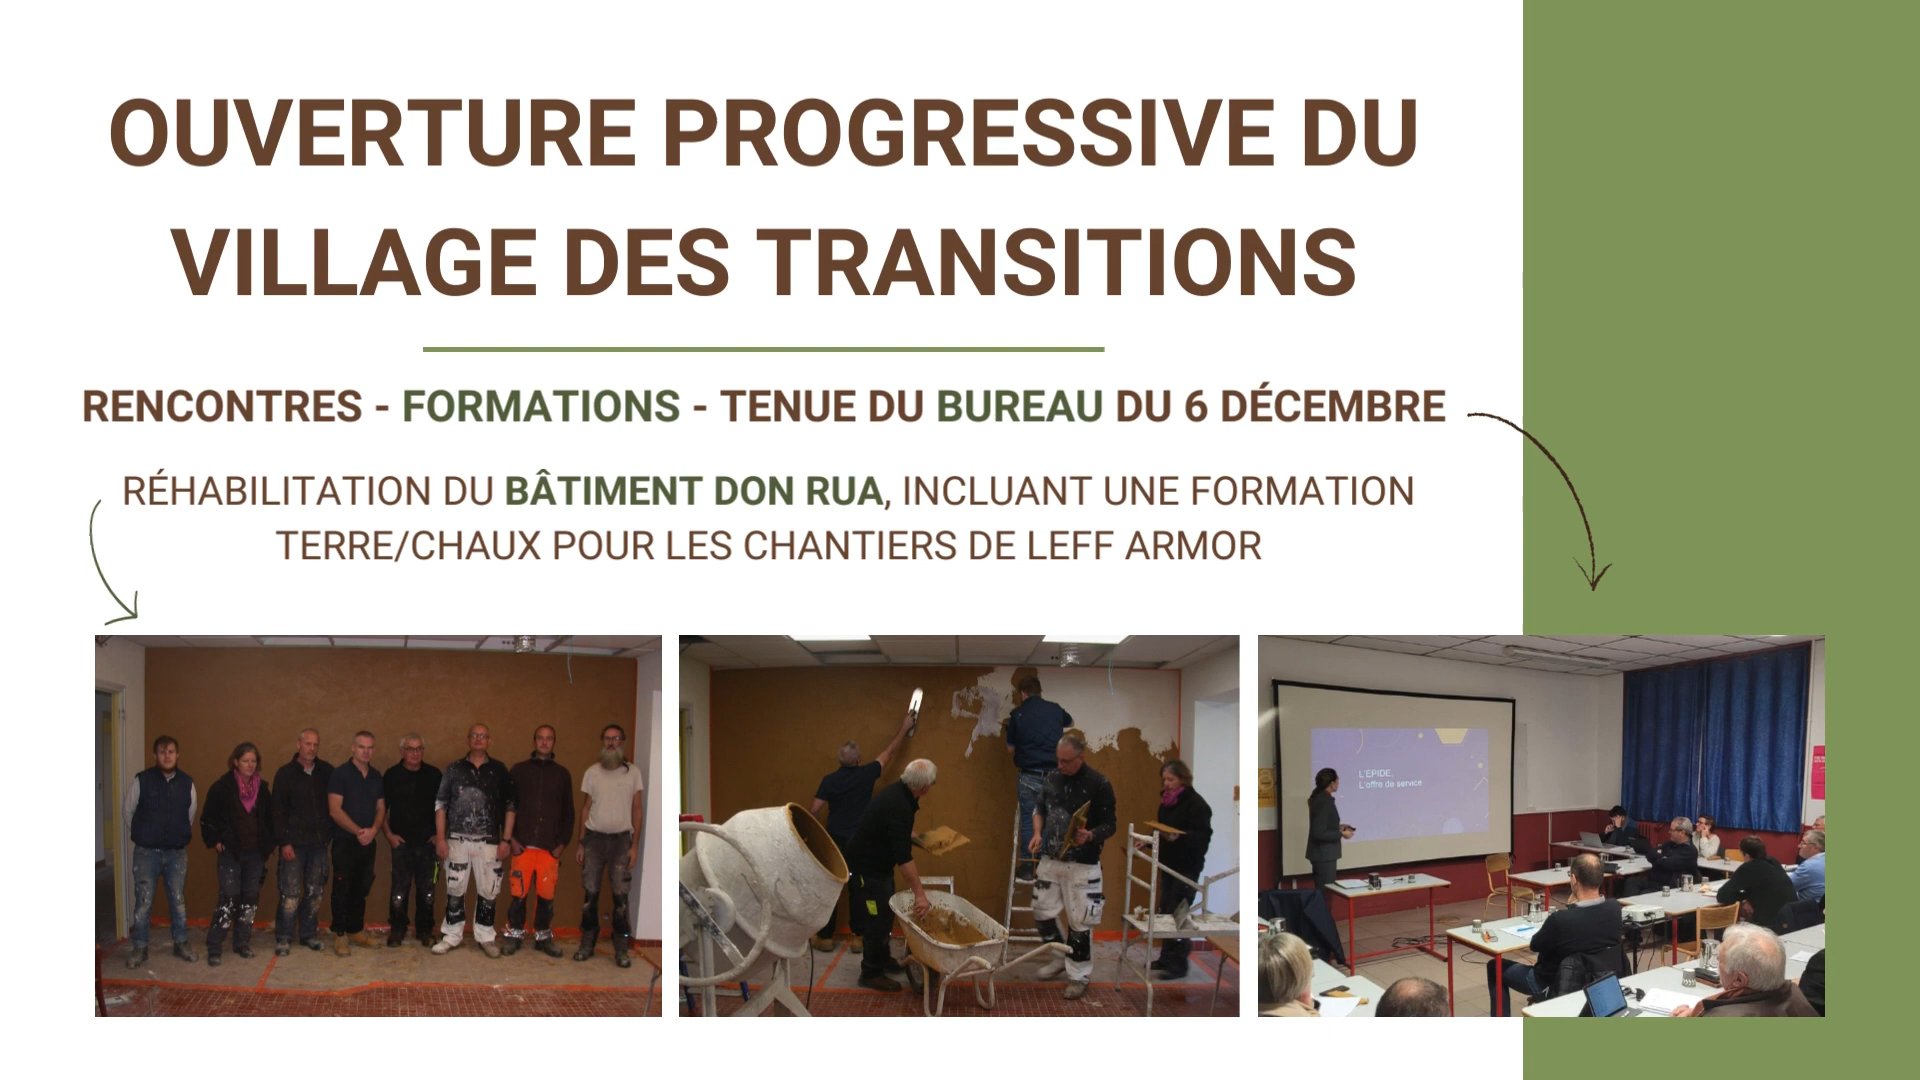 OUVERTURE PROGRESSIVE DU
VILLAGE DES TRANSITIONS
RENCONTRES - FORMATIONS - TENUE DU BUREAU DU 6 DÉCEMBRE
RÉHABILITATION DU BÂTIMENT DON RUA, INCLUANT UNE FORMATION
TERRE/CHAUX POUR LES CHANTIERS DE LEFF ARMOR
L'EPIDE,
L'offre de service